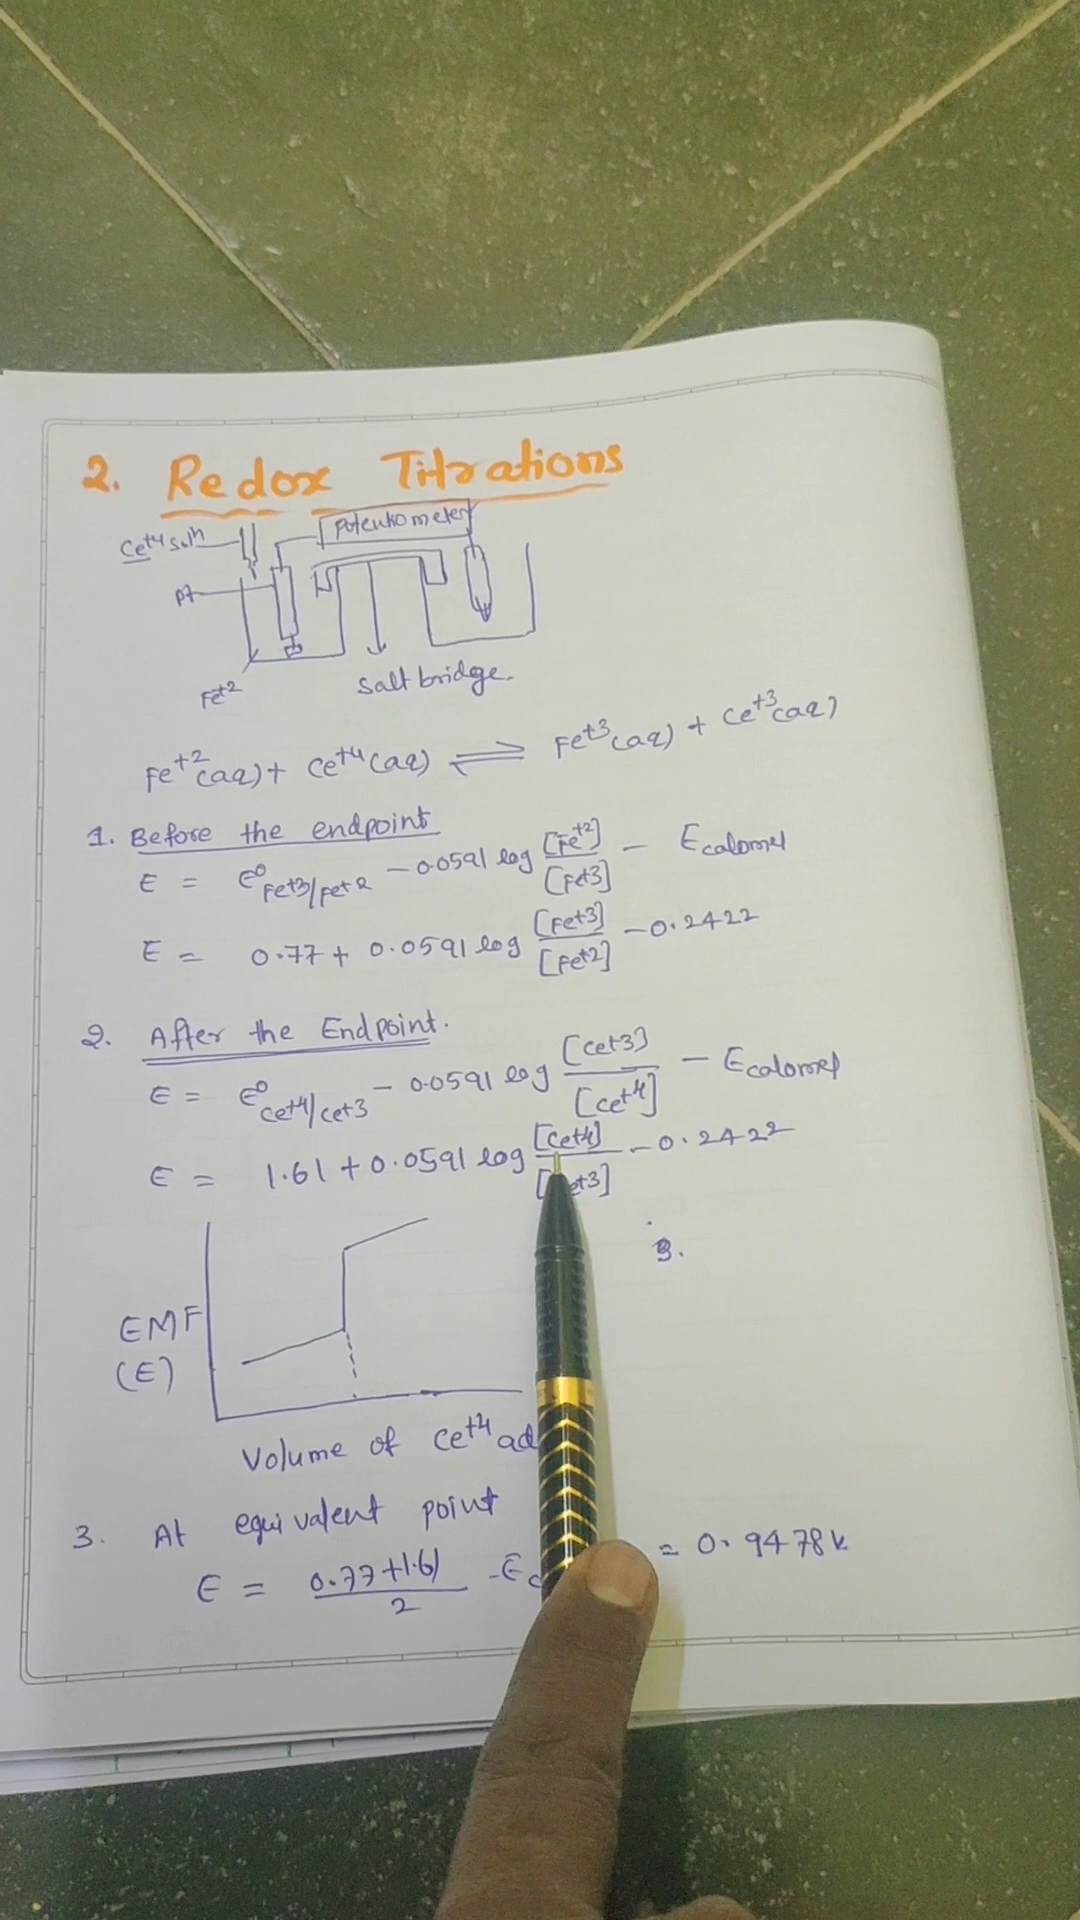 2. Redox Titrations
Ce+4 soln
Potentiometer
pt
Fe+2
Salt bridge.
Fe+2(aq) + Ce+4(aq) ⇌ Fe+3(aq) + Ce+3(aq)
1. Before the endpoint
E = E°Fe+3/Fe+2 - 0.0591 log [Fe+2]/[Fe+3] - Ecalomel
E = 0.77 + 0.0591 log [Fe+3]/[Fe+2] - 0.2422
2. After the Endpoint.
E = E°Ce+4/Ce+3 - 0.0591 log [Ce+3]/[Ce+4] - Ecalomel
E = 1.61 + 0.0591 log [Ce+4]/[ et3] - 0.2422
3.
EMF
(E)
Volume of Ce+4 ad
3. At equivalent point
E = 0.77+1.61/2 - Ec = 0.9478V